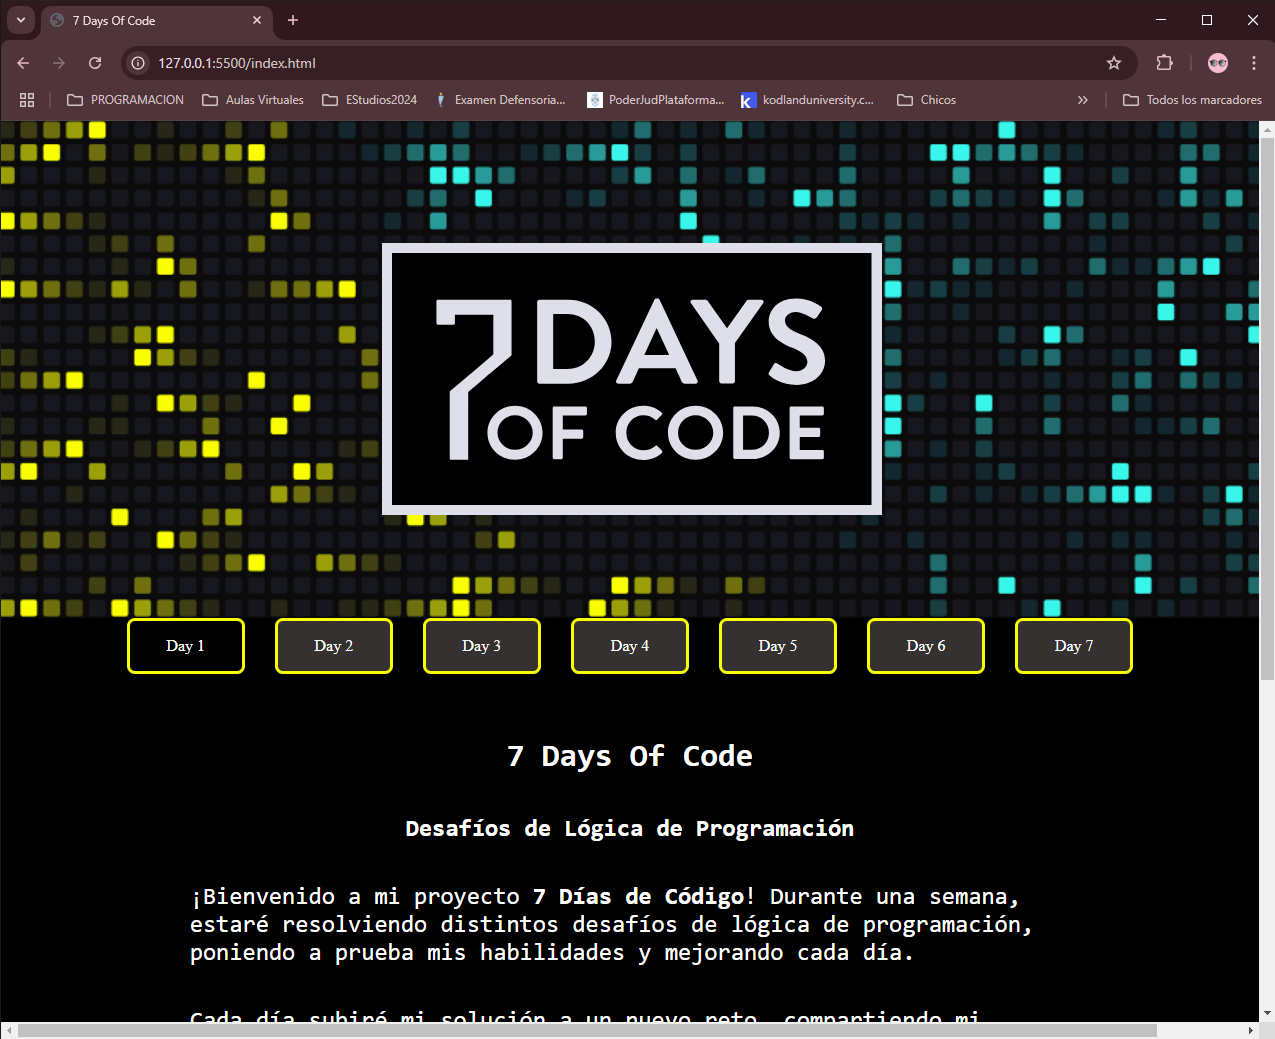 7 Days Of Code
127.0.0.1:5500/index.html
PROGRAMACION Aulas Virtuales EStudios2024 Examen Defensoria... PoderJudPlataforma... kodlanduniversity.c... Chicos Todos los marcadores
7 DAYS
OF CODE
Day 1 Day 2 Day 3 Day 4 Day 5 Day 6 Day 7
7 Days Of Code
Desafíos de Lógica de Programación
¡Bienvenido a mi proyecto 7 Días de Código! Durante una semana,
estaré resolviendo distintos desafíos de lógica de programación,
poniendo a prueba mis habilidades y mejorando cada día.
Cada día subiré mi solución a un nuevo reto, compartiendo mi